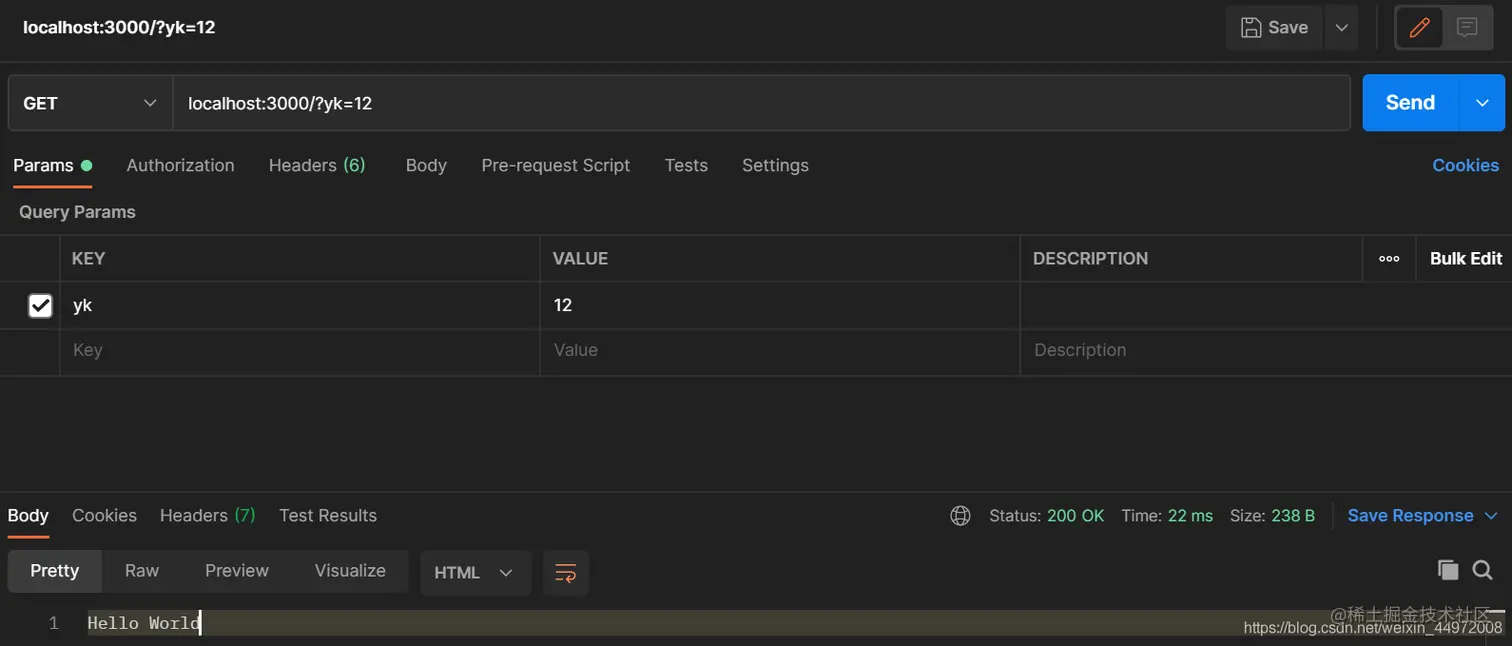 localhost:3000/?yk=12 Save
GET localhost:3000/?yk=12 Send
Params Authorization Headers (6) Body Pre-request Script Tests Settings Cookies
Query Params
KEY VALUE DESCRIPTION ooo Bulk Edit
yk 12
Key Value Description
Body Cookies Headers (7) Test Results Status: 200 OK Time: 22 ms Size: 238 B Save Response
Pretty Raw Preview Visualize HTML
1 Hello World
@稀土掘金技术社区
https://blog.csdn.net/weixin_44972008